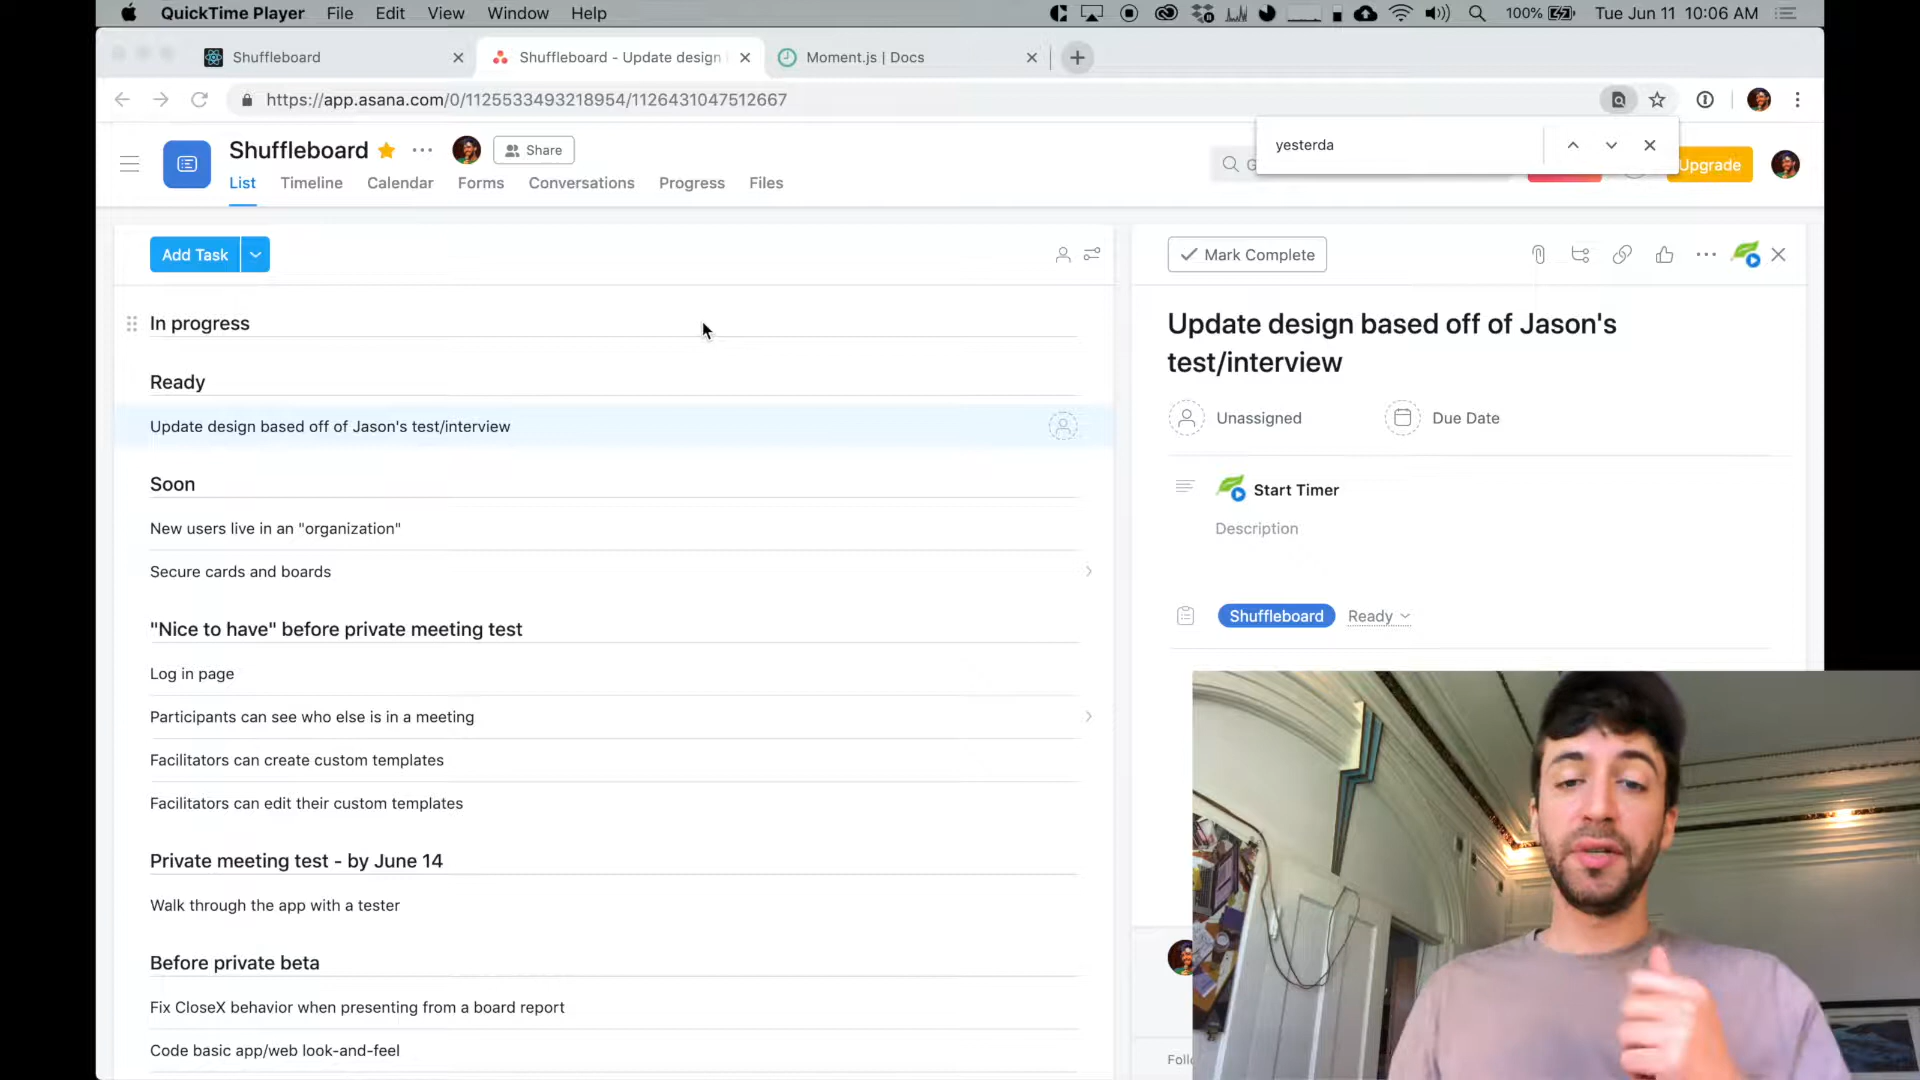 QuickTime Player File Edit View Window Help 100% Tue Jun 11 10:06 AM
Shuffleboard Shuffleboard - Update design Moment.js | Docs
https://app.asana.com/0/1125533493218954/1126431047512667
yesterda
Shuffleboard Share Upgrade
List Timeline Calendar Forms Conversations Progress Files
Add Task
In progress
Ready
Update design based off of Jason's test/interview
Soon
New users live in an "organization"
Secure cards and boards
"Nice to have" before private meeting test
Log in page
Participants can see who else is in a meeting
Facilitators can create custom templates
Facilitators can edit their custom templates
Private meeting test - by June 14
Walk through the app with a tester
Before private beta
Fix CloseX behavior when presenting from a board report
Code basic app/web look-and-feel
Mark Complete
Update design based off of Jason's
test/interview
Unassigned Due Date
Start Timer
Description
Shuffleboard Ready